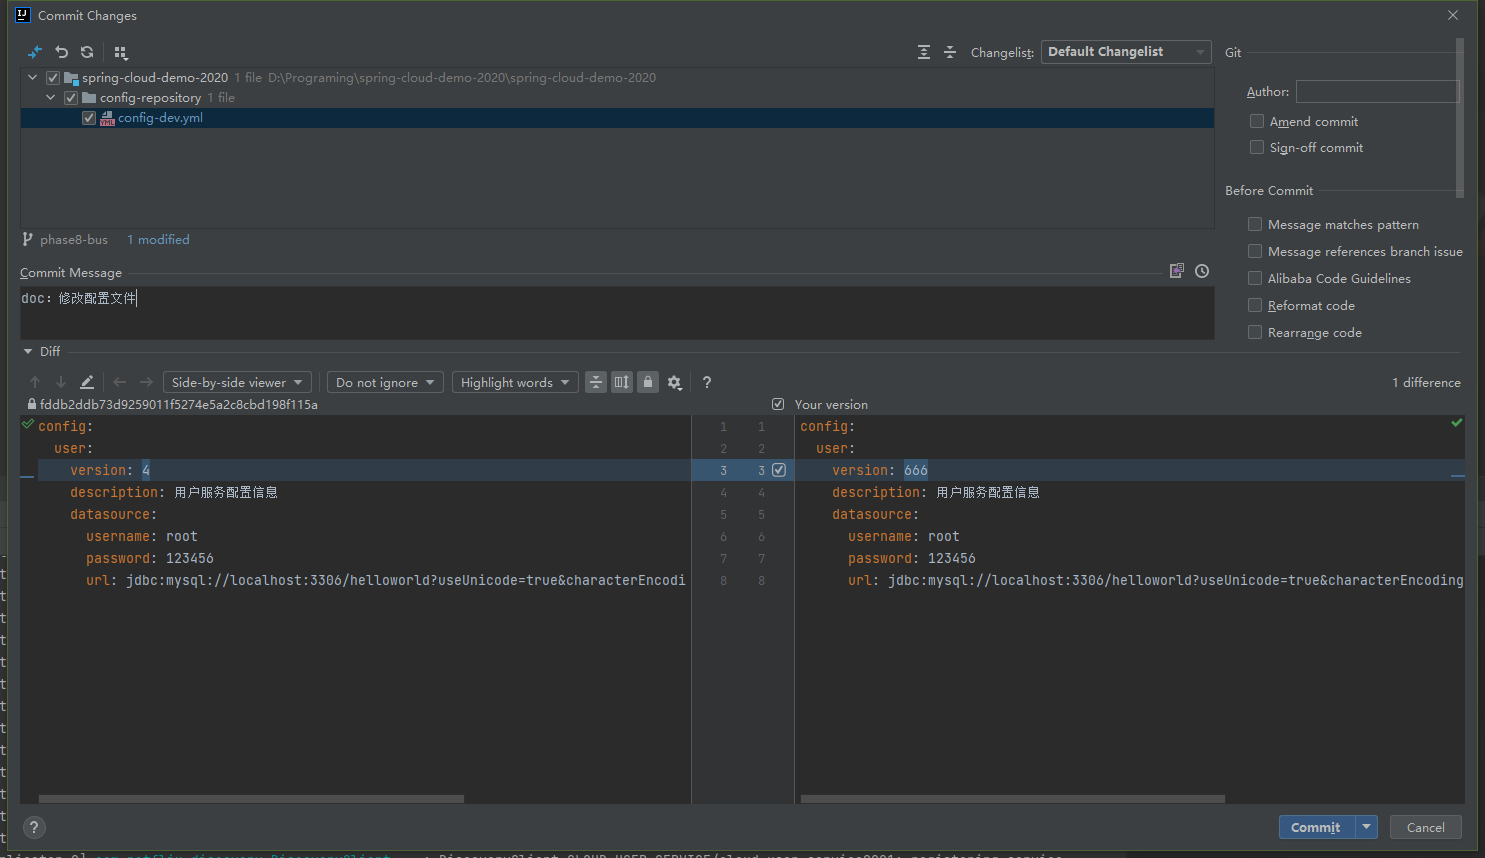 Commit Changes
Changelist: Default Changelist
Git
spring-cloud-demo-2020 1 file D:\Programing\spring-cloud-demo-2020\spring-cloud-demo-2020
config-repository 1 file
config-dev.yml
Author:
Amend commit
Sign-off commit
Before Commit
Message matches pattern
Message references branch issue
Alibaba Code Guidelines
Reformat code
Rearrange code
phase8-bus 1 modified
Commit Message
doc: 修改配置文件
Diff
Side-by-side viewer Do not ignore Highlight words ? 1 difference
fddb2ddb73d9259011f5274e5a2c8cbd198f115a Your version
config: 1 1 config:
user: 2 2 user:
version: 4 3 3 version: 666
description: 用户服务配置信息 4 4 description: 用户服务配置信息
datasource: 5 5 datasource:
username: root 6 6 username: root
password: 123456 7 7 password: 123456
url: jdbc:mysql://localhost:3306/helloworld?useUnicode=true&characterEncodi 8 8 url: jdbc:mysql://localhost:3306/helloworld?useUnicode=true&characterEncoding
? Commit Cancel